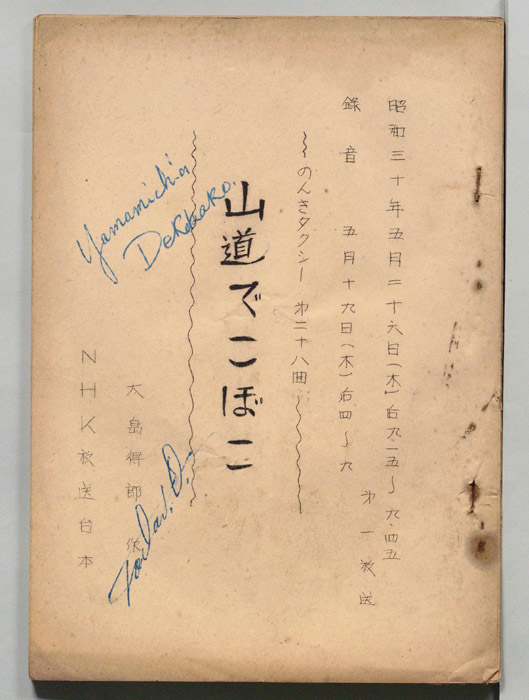 昭和三十年五月二十六日(木)后九・一五〜九・四五
第一放送
録音 五月十九日(木)后四〜九
〜のんきタクシー 第二十八回〜
山道でこぼこ
大島得郎 作
NHK放送台本
Yamamichi
Dekoboko